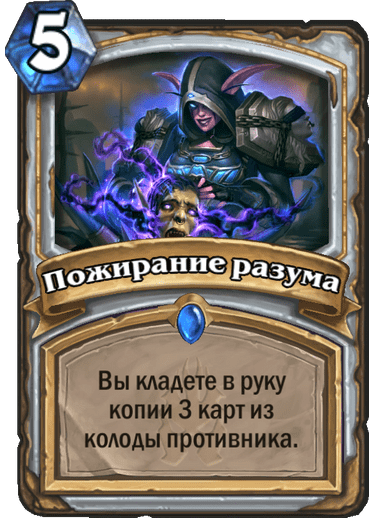 5
Пожирание разума
Вы кладете в руку
копии 3 карт из
колоды противника.